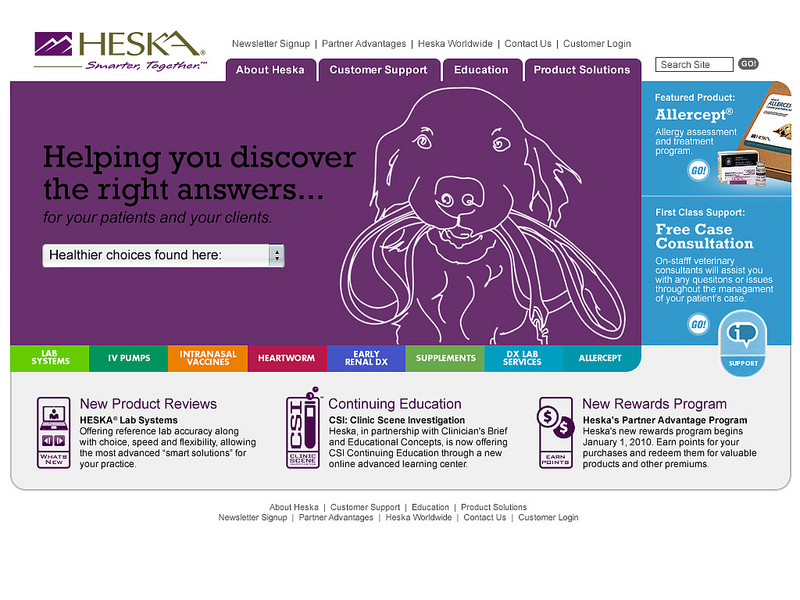 HESKA®
Smarter, Together.™
Newsletter Signup | Partner Advantages | Heska Worldwide | Contact Us | Customer Login
About Heska
Customer Support
Education
Product Solutions
Search Site
GO!
Helping you discover
the right answers...
for your patients and your clients.
Healthier choices found here:
Featured Product:
Allercept®
Allergy assessment
and treatment
program.
GO!
First Class Support:
Free Case
Consultation
On-stafff veterinary
consultants will assist you
with any quesitons or issues
throughout the managament
of your patient's case.
GO!
SUPPORT
LAB
SYSTEMS
IV PUMPS
INTRANASAL
VACCINES
HEARTWORM
EARLY
RENAL DX
SUPPLEMENTS
DX LAB
SERVICES
ALLERCEPT
WHATS
NEW
New Product Reviews
HESKA® Lab Systems
Offering reference lab accuracy along
with choice, speed and flexibility, allowing
the most advanced “smart solutions” for
your practice.
CSI
CLINIC
SCENE
Continuing Education
CSI: Clinic Scene Investigation
Heska, in partnership with Clinician's Brief
and Educational Concepts, is now offering
CSI Continuing Education through a new
online advanced learning center.
$
$
EARN
POINTS
New Rewards Program
Heska's Partner Advantage Program
Heska's new rewards program begins
January 1, 2010. Earn points for your
purchases and redeem them for valuable
products and other premiums.
About Heska | Customer Support | Education | Product Solutions
Newsletter Signup | Partner Advantages | Heska Worldwide | Contact Us | Customer Login